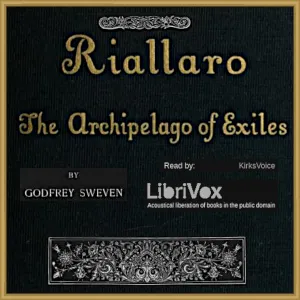 Riallaro
The Archipelago of Exiles
BY
GODFREY SWEVEN
Read by: KirksVoice
LibriVox
Acoustical liberation of books in the public domain